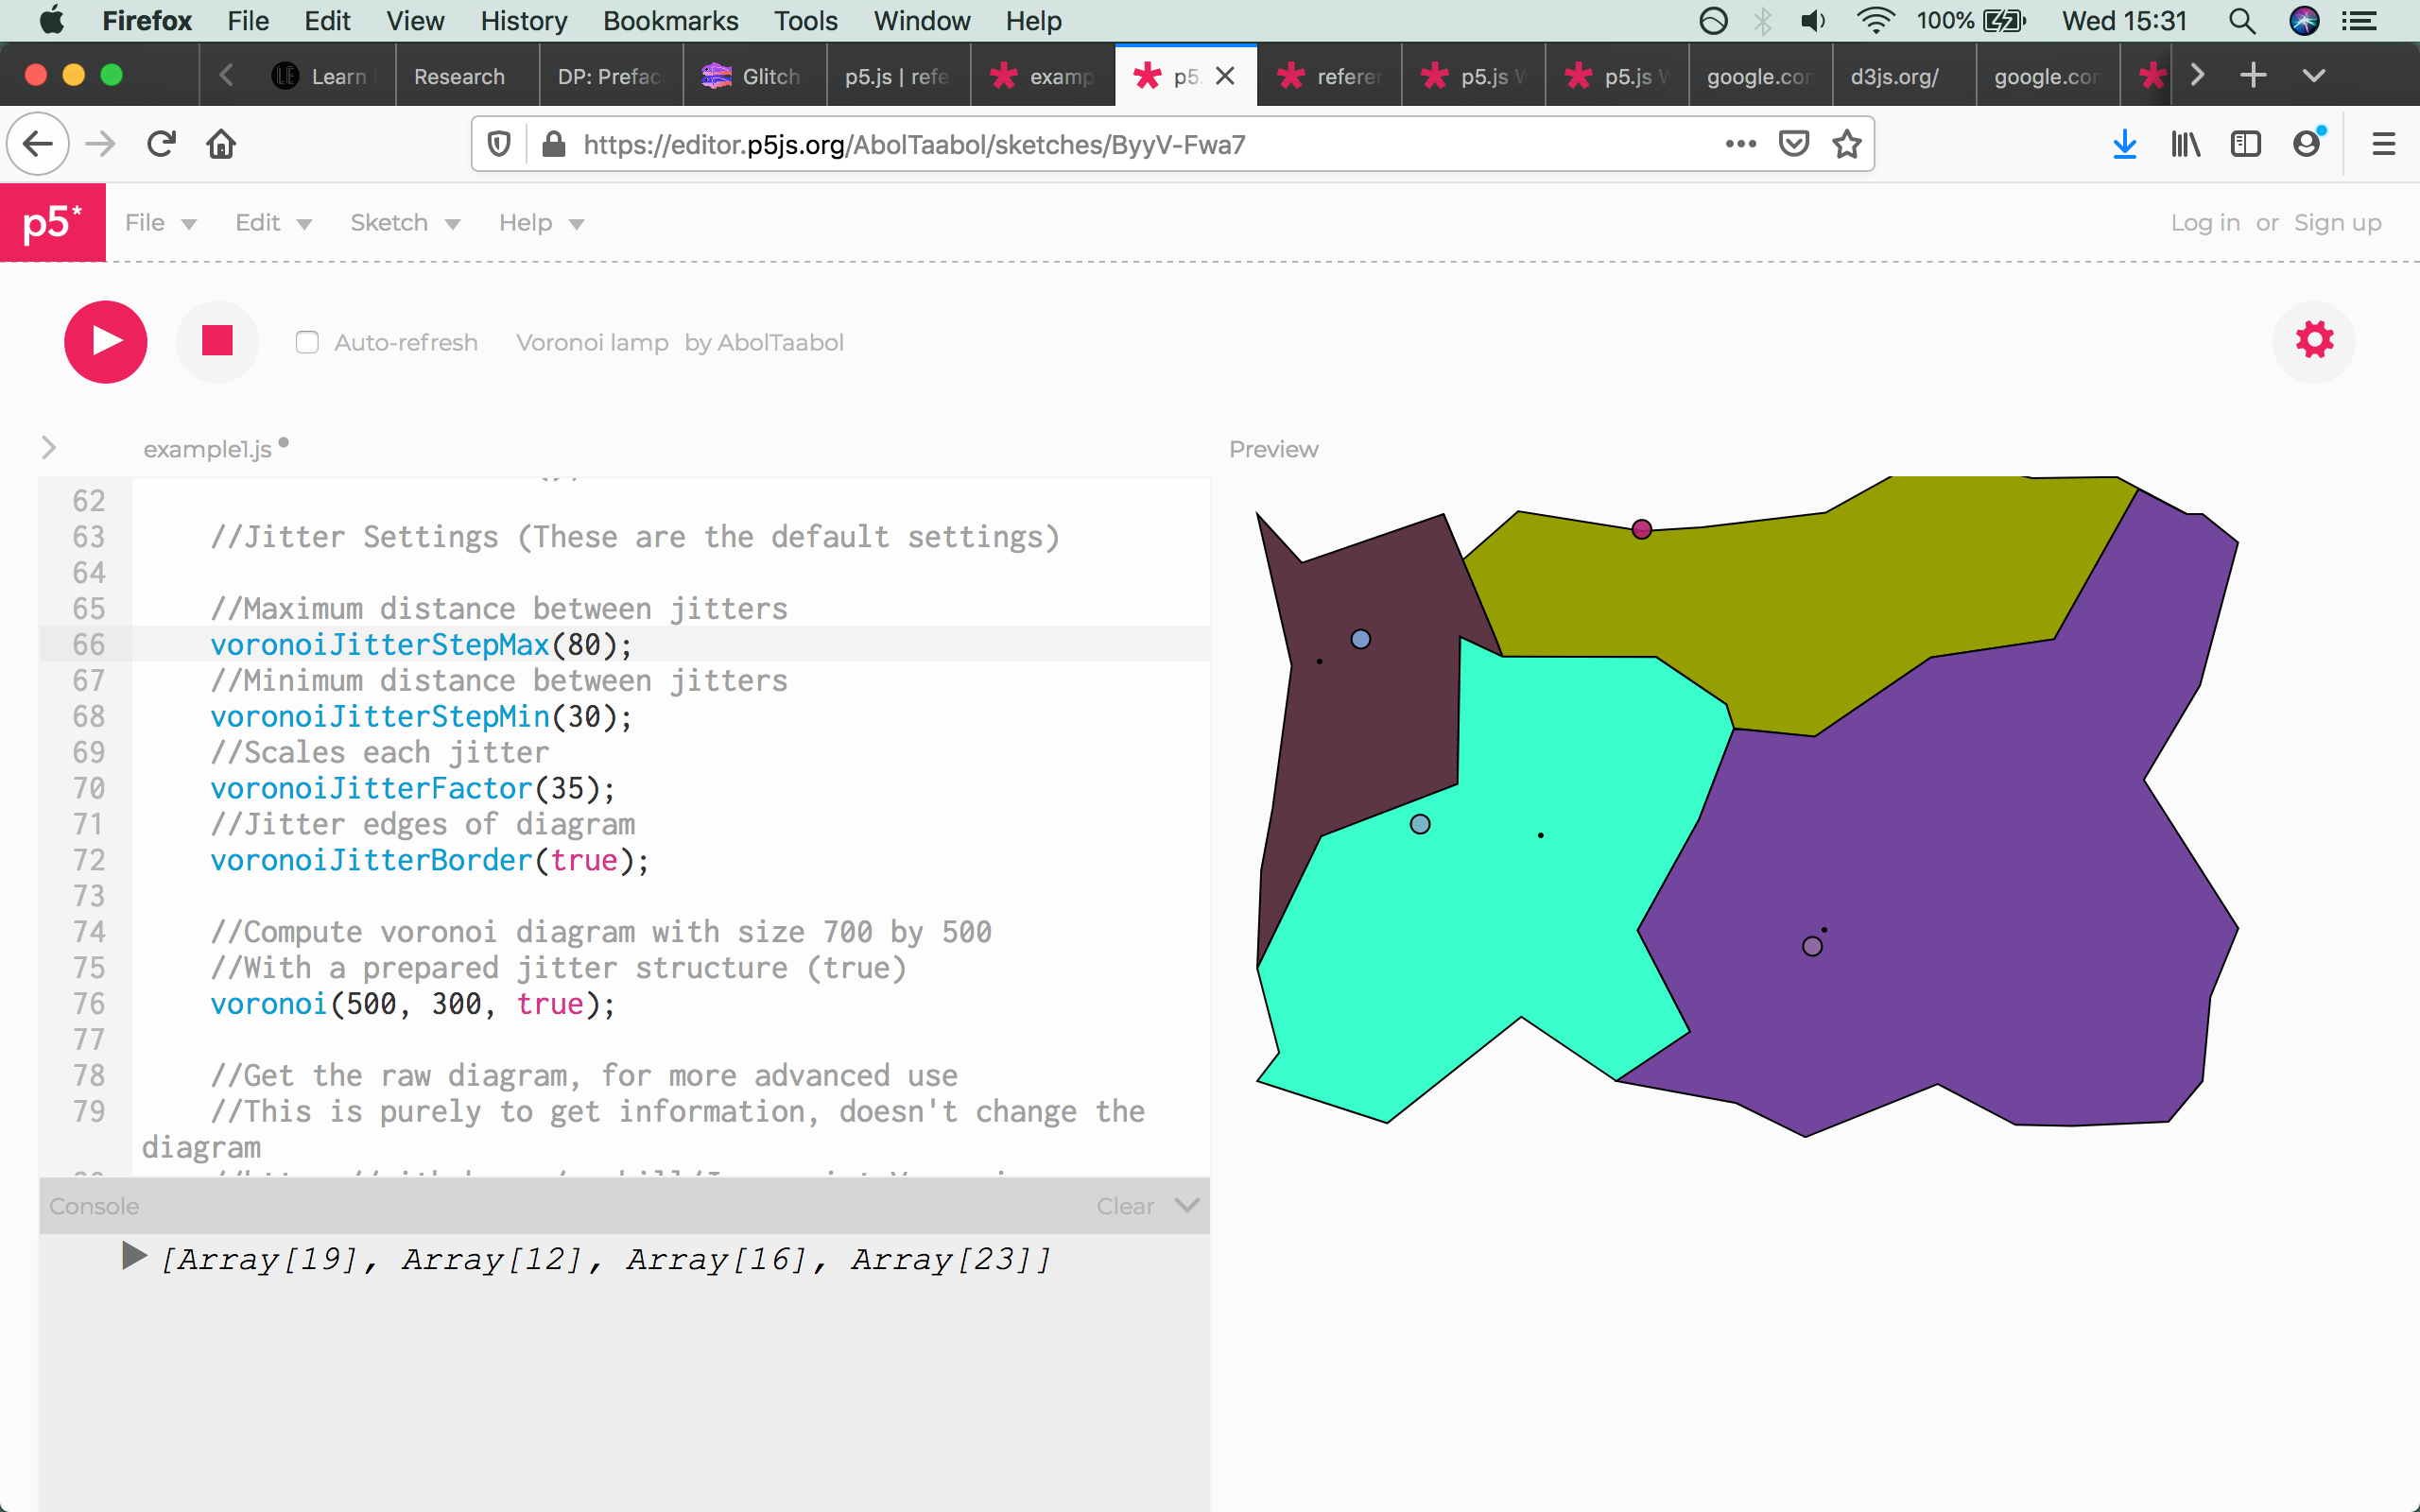 Firefox File Edit View History Bookmarks Tools Window Help 100% Wed 15:31
LE Learn Research DP: Prefac Glitch p5.js | refe examp p5. referer p5.js p5.js google.cor d3js.org/ google.cor
https://editor.p5js.org/AbolTaabol/sketches/ByyV-Fwa7
p5* File Edit Sketch Help Log in or Sign up
Auto-refresh Voronoi lamp by AbolTaabol
example1.js Preview
62
63 //Jitter Settings (These are the default settings)
64
65 //Maximum distance between jitters
66 voronoiJitterStepMax(80);
67 //Minimum distance between jitters
68 voronoiJitterStepMin(30);
69 //Scales each jitter
70 voronoiJitterFactor(35);
71 //Jitter edges of diagram
72 voronoiJitterBorder(true);
73
74 //Compute voronoi diagram with size 700 by 500
75 //With a prepared jitter structure (true)
76 voronoi(500, 300, true);
77
78 //Get the raw diagram, for more advanced use
79 //This is purely to get information, doesn't change the
diagram
Console Clear
[Array[19], Array[12], Array[16], Array[23]]